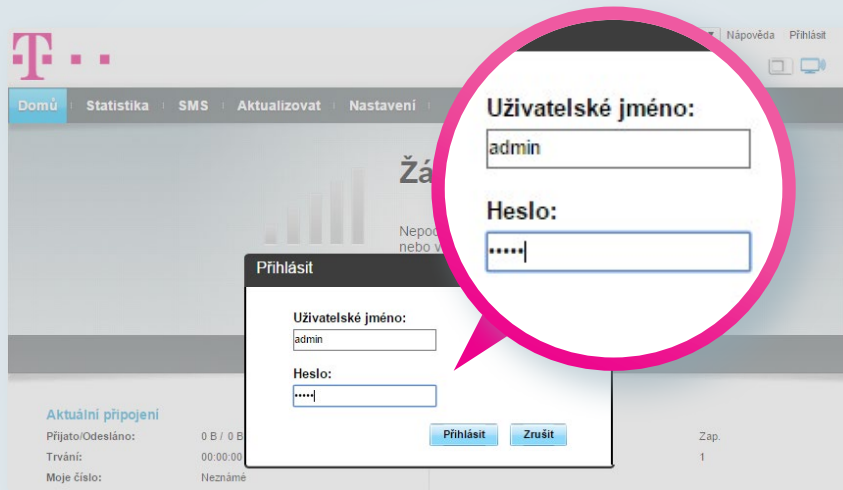 T
Nápověda Přihlásit
Domů Statistika SMS Aktualizovat Nastavení
Uživatelské jméno:
admin
Heslo:
•••••
Žá
Nepo
nebo v
Přihlásit
Uživatelské jméno:
admin
Heslo:
•••••
Přihlásit Zrušit
Aktuální připojení
Přijato/Odesláno: 0 B / 0 B Zap.
Trvání: 00:00:00 1
Moje číslo: Neznámé